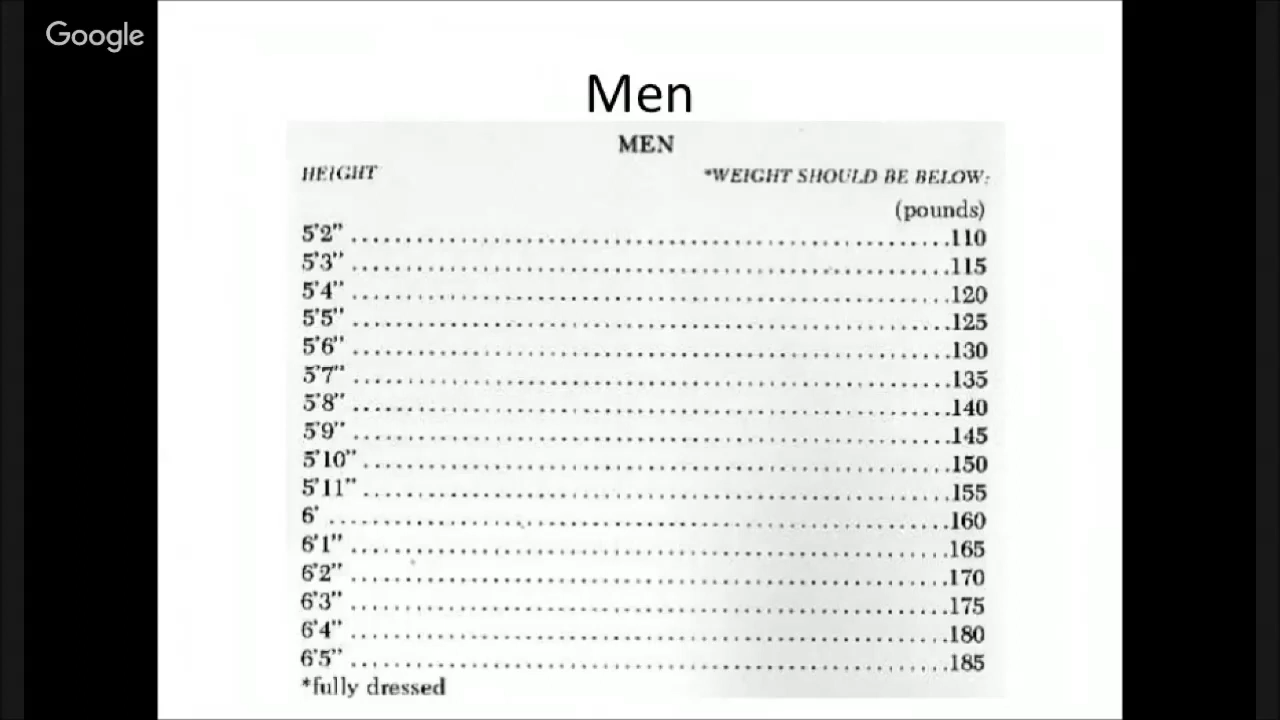 Google
Men
MEN
HEIGHT *WEIGHT SHOULD BE BELOW:
(pounds)
5'2" ........................................ 110
5'3" ........................................ 115
5'4" ........................................ 120
5'5" ........................................ 125
5'6" ........................................ 130
5'7" ........................................ 135
5'8" ........................................ 140
5'9" ........................................ 145
5'10" ........................................ 150
5'11" ........................................ 155
6' ........................................ 160
6'1" ........................................ 165
6'2" ........................................ 170
6'3" ........................................ 175
6'4" ........................................ 180
6'5" ........................................ 185
*fully dressed